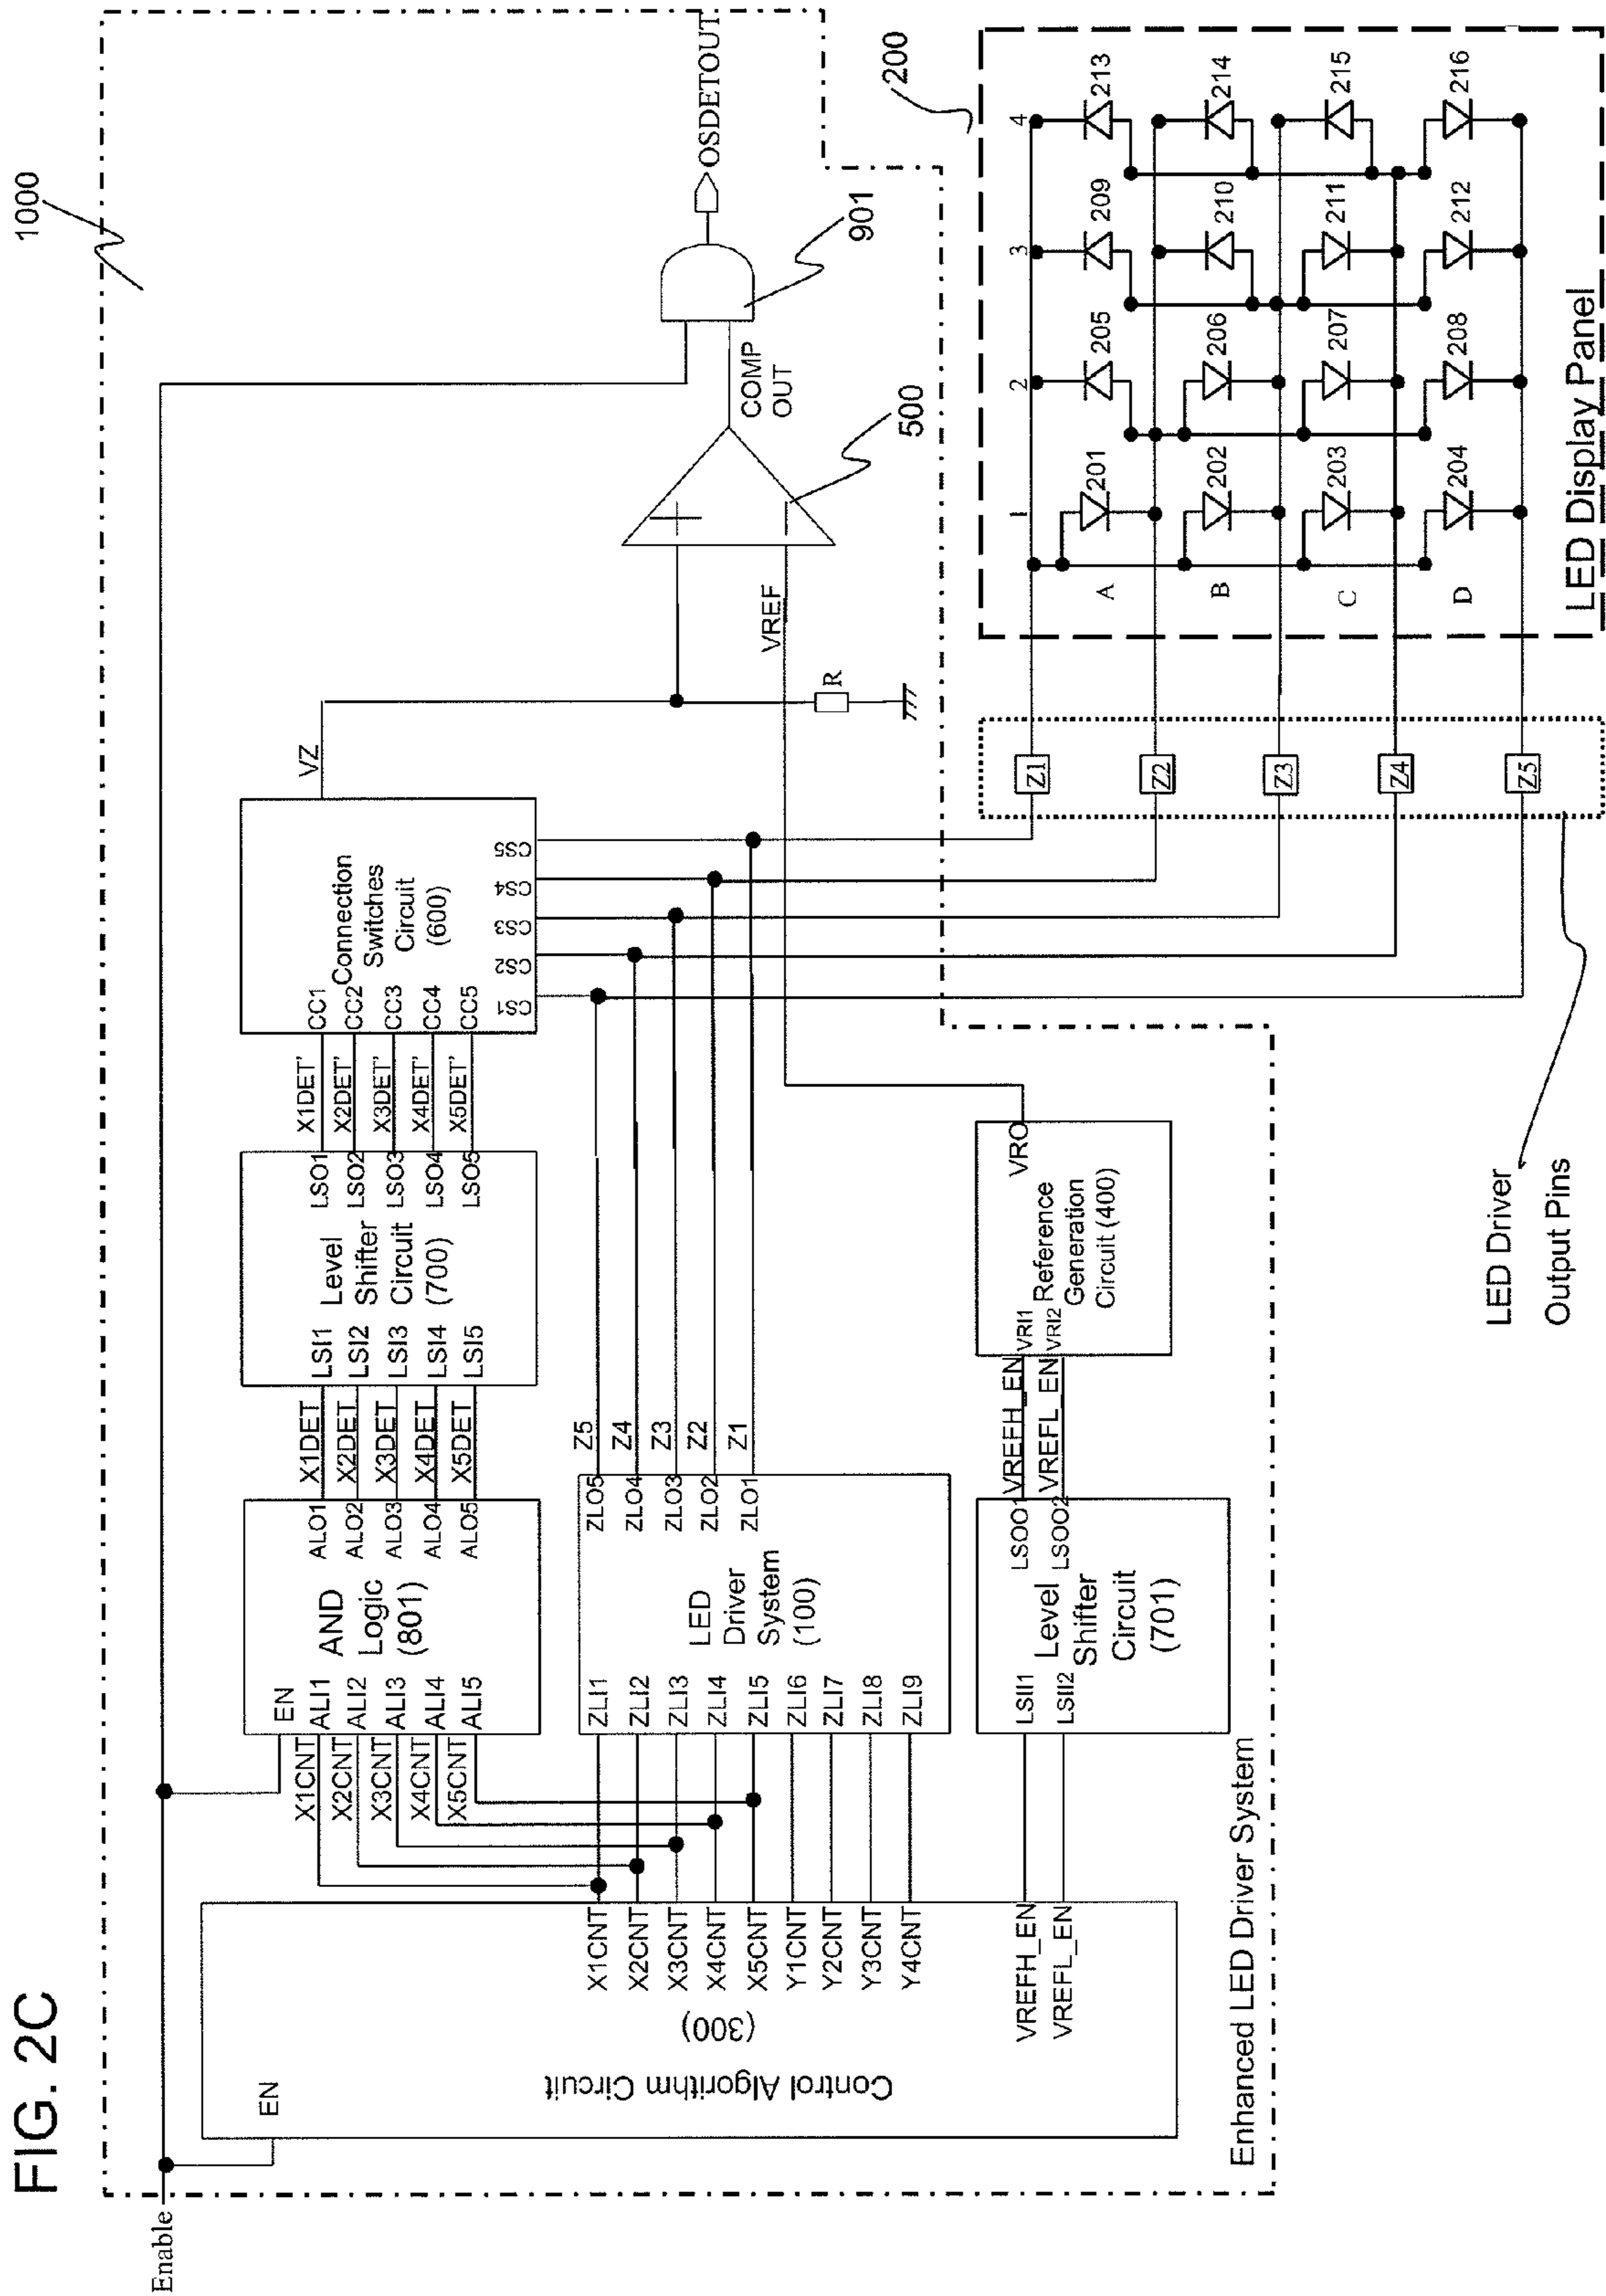 FIG. 2C
1000
Enable
EN
Control Algorithm Circuit
(300)
X1CNT
X2CNT
X3CNT
X4CNT
X5CNT
Y1CNT
Y2CNT
Y3CNT
Y4CNT
VREFH_EN
VREFL_EN
X1CNT
X2CNT
X3CNT
X4CNT
X5CNT
EN
ALI1
ALI2
ALI3
ALI4
ALI5
AND
Logic
(801)
ALO1
ALO2
ALO3
ALO4
ALO5
X1DET
X2DET
X3DET
X4DET
X5DET
LSI1
LSI2
LSI3
LSI4
LSI5
Level
Shifter
Circuit
(700)
LSO1
LSO2
LSO3
LSO4
LSO5
X1DET'
X2DET'
X3DET'
X4DET'
X5DET'
CC1
CC2
CC3
CC4
CC5
Connection
Switches
Circuit
(600)
CS1
CS2
CS3
CS4
CS5
VZ
R
VREF
500
COMP
OUT
901
OSDETOUT
ZLI1
ZLI2
ZLI3
ZLI4
ZLI5
ZLI6
ZLI7
ZLI8
ZLI9
LED
Driver
System
(100)
ZLO5
ZLO4
ZLO3
ZLO2
ZLO1
Z5
Z4
Z3
Z2
Z1
LSII1
LSII2
Level
Shifter
Circuit
(701)
LSOO1
LSOO2
VREFH_EN
VREFL_EN
VRI1
VRI2
Reference
Generation
Circuit (400)
VRO
Enhanced LED Driver System
LED Driver
Output Pins
Z1
Z2
Z3
Z4
Z5
200
1
2
3
4
A
201
205
209
213
B
202
206
210
214
C
203
207
211
215
D
204
208
212
216
LED Display Panel